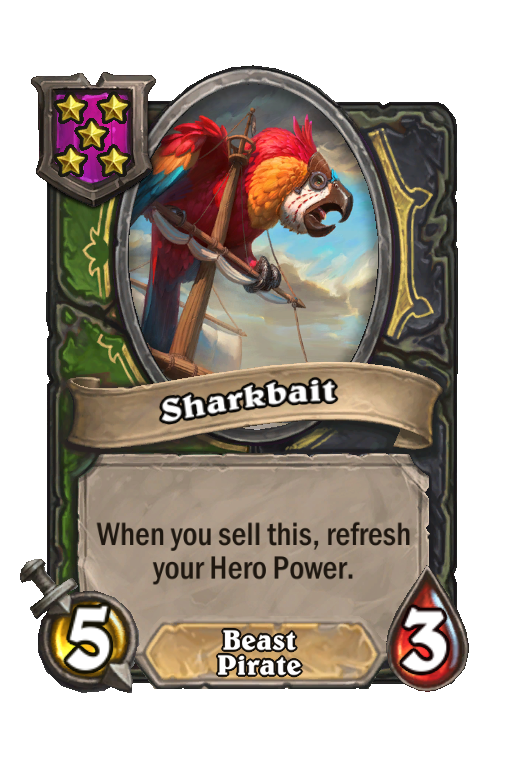 Sharkbait
When you sell this, refresh
your Hero Power.
5
Beast
Pirate
3